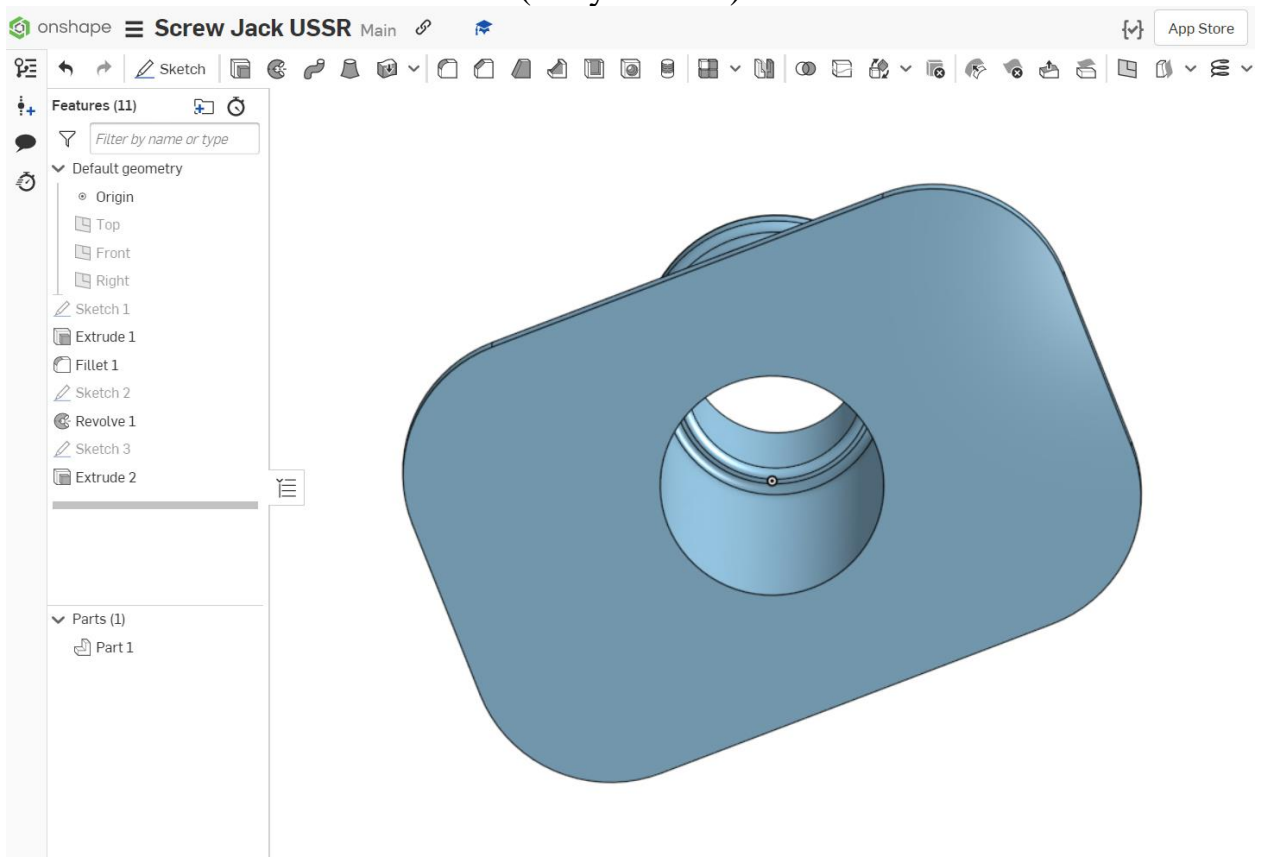 onshape Screw Jack USSR Main App Store
Sketch
Features (11)
Filter by name or type
Default geometry
Origin
Top
Front
Right
Sketch 1
Extrude 1
Fillet 1
Sketch 2
Revolve 1
Sketch 3
Extrude 2
Parts (1)
Part 1